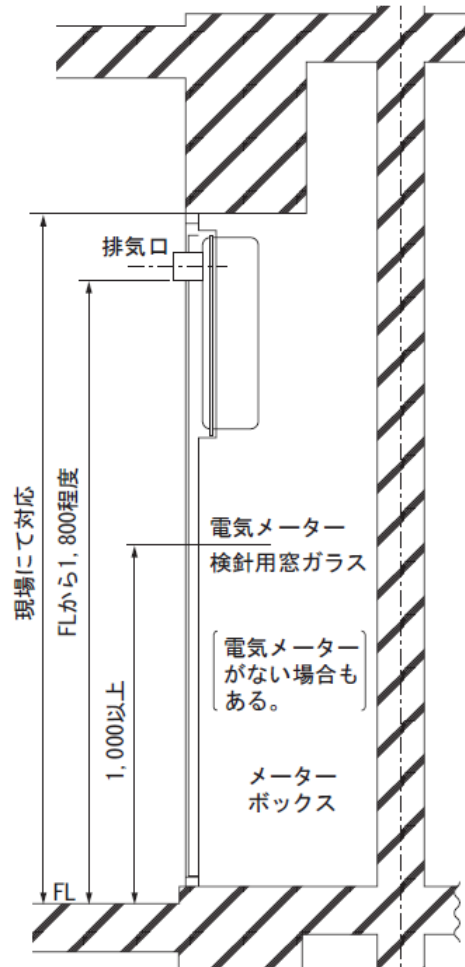 排気口
現場にて対応
FLから1,800程度
1,000以上
電気メーター
検針用窓ガラス
電気メーター
がない場合も
ある。
メーター
ボックス
FL